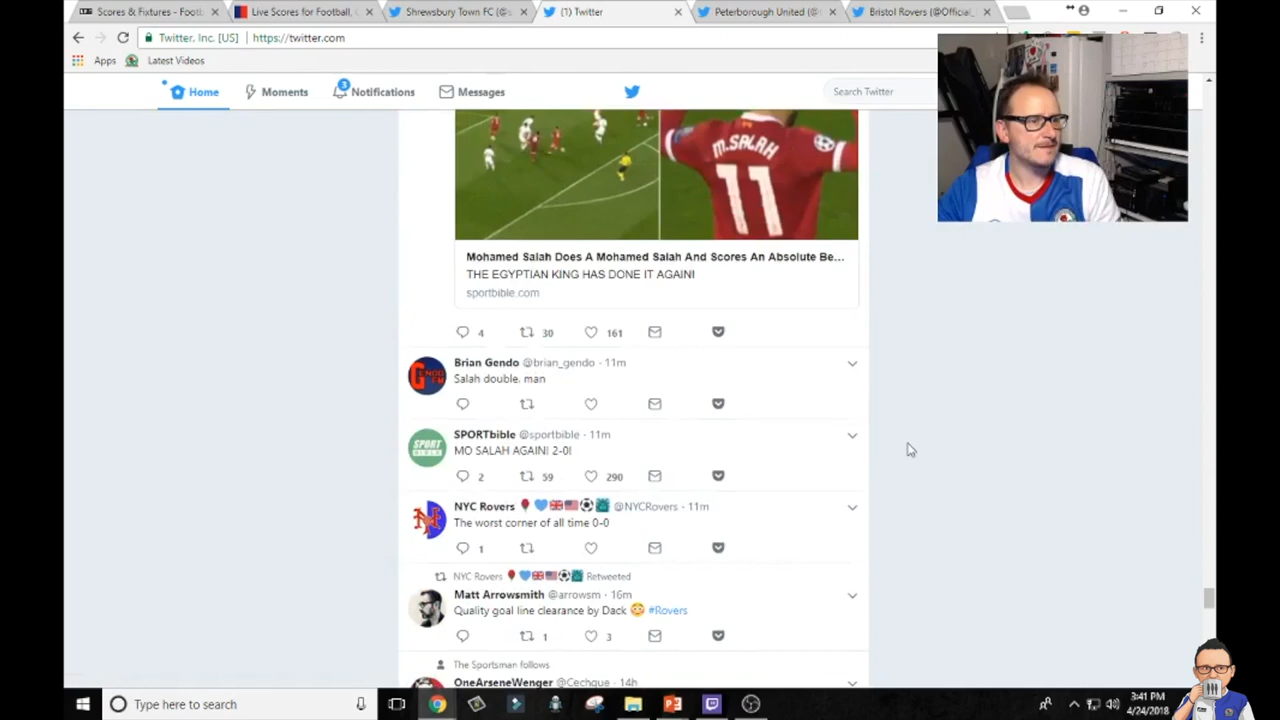 Scores & Fixtures - Footb
Live Scores for Football,
Shrewsbury Town FC (@s
(1) Twitter
Peterborough United (@
Bristol Rovers (@Official_
Twitter, Inc. [US]
https://twitter.com
Apps
Latest Videos
Home
Moments
3
Notifications
Messages
Search Twitter
M.SALAH
11
Mohamed Salah Does A Mohamed Salah And Scores An Absolute Be...
THE EGYPTIAN KING HAS DONE IT AGAIN!
sportbible.com
4 30 161
Brian Gendo @brian_gendo · 11m
Salah double. man
SPORTbible @sportbible · 11m
SPORT
BIBLE
MO SALAH AGAIN! 2-0!
2 59 290
NYC Rovers @NYCRovers · 11m
The worst corner of all time 0-0
1
NYC Rovers Retweeted
Matt Arrowsmith @arrowsm · 16m
Quality goal line clearance by Dack #Rovers
1 3
The Sportsman follows
OneArseneWenger @Cechque · 14h
Type here to search
3:41 PM
4/24/2018